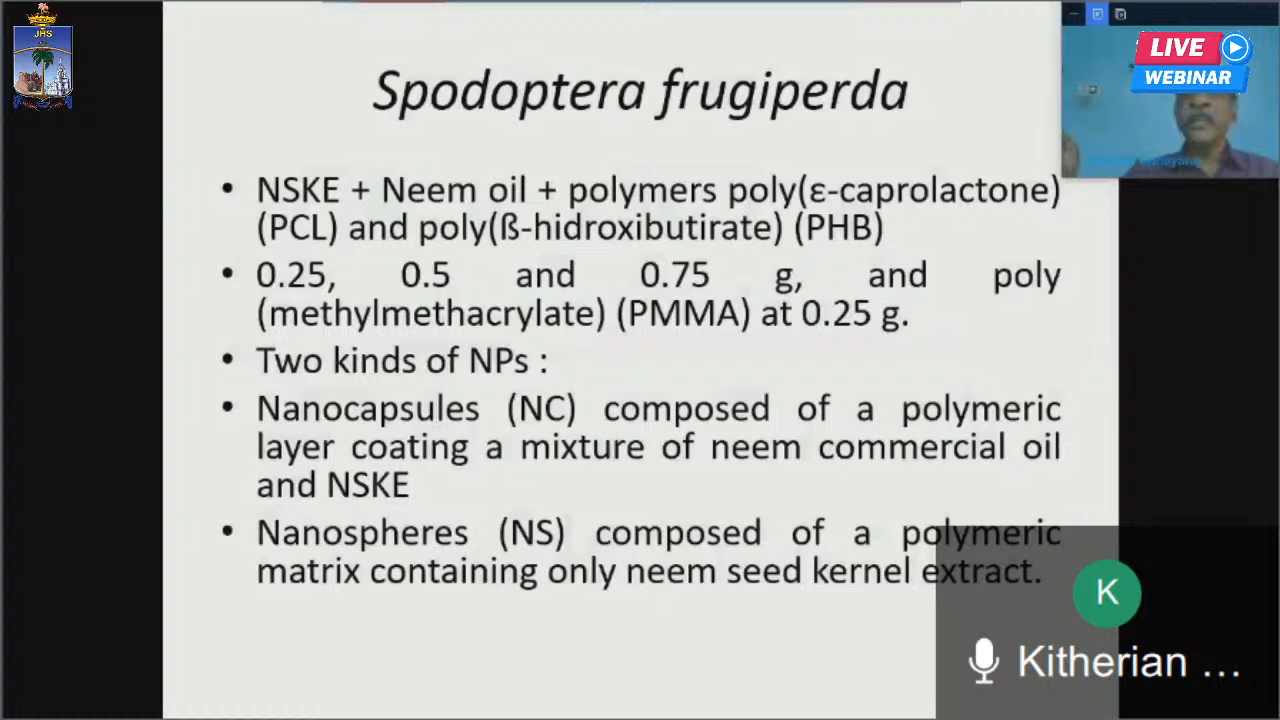 JHS
LIVE
WEBINAR
Spodoptera frugiperda
• NSKE + Neem oil + polymers poly(ε-caprolactone)
(PCL) and poly(ß-hidroxibutirate) (PHB)
• 0.25, 0.5 and 0.75 g, and poly
(methylmethacrylate) (PMMA) at 0.25 g.
• Two kinds of NPs :
• Nanocapsules (NC) composed of a polymeric
layer coating a mixture of neem commercial oil
and NSKE
• Nanospheres (NS) composed of a polymeric
matrix containing only neem seed kernel extract.
K
Kitherian ...